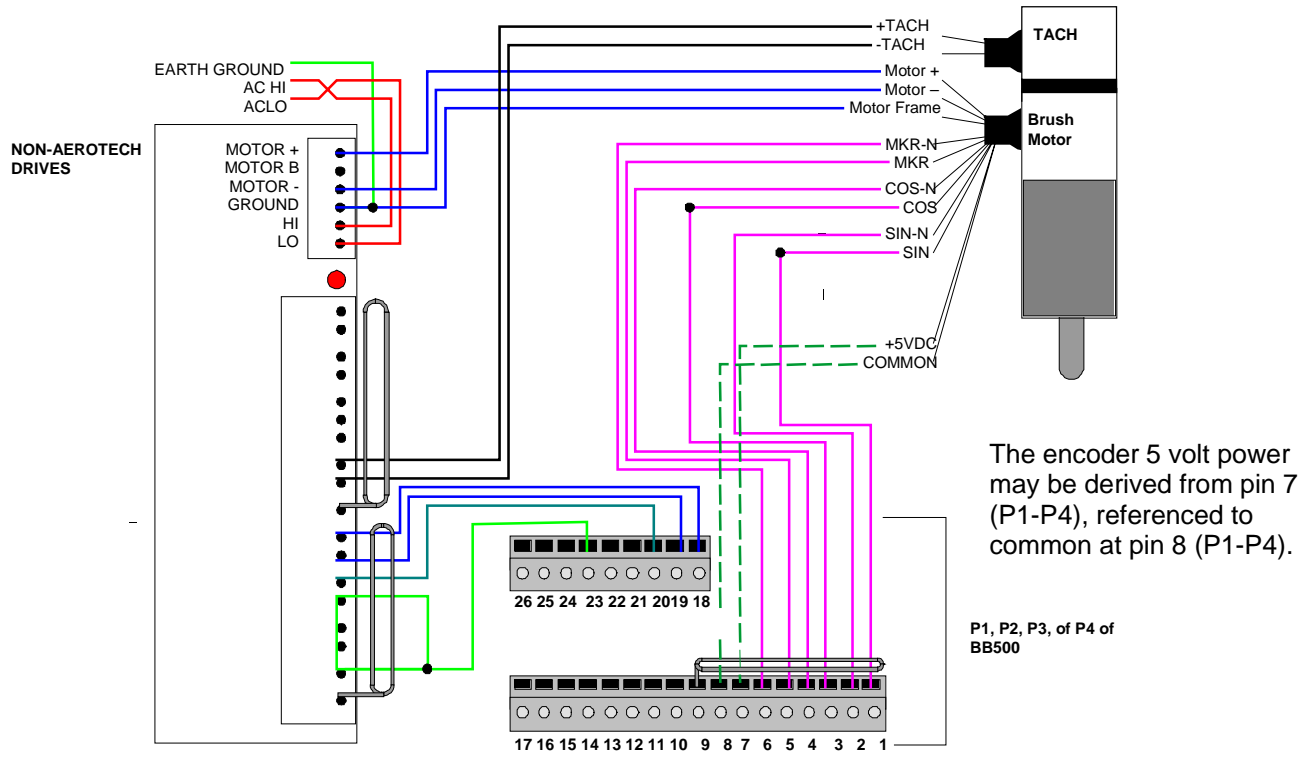 +TACH
-TACH
TACH
EARTH GROUND
AC HI
ACLO
Motor +
Motor –
Motor Frame
Brush
Motor
NON-AEROTECH
DRIVES
MOTOR +
MOTOR B
MOTOR -
GROUND
HI
LO
MKR-N
MKR
COS-N
COS
SIN-N
SIN
+5VDC
COMMON
The encoder 5 volt power
may be derived from pin 7
(P1-P4), referenced to
common at pin 8 (P1-P4).
26 25 24 23 22 21 2019 18
P1, P2, P3, of P4 of
BB500
17 16 15 14 13 12 11 10 9 8 7 6 5 4 3 2 1